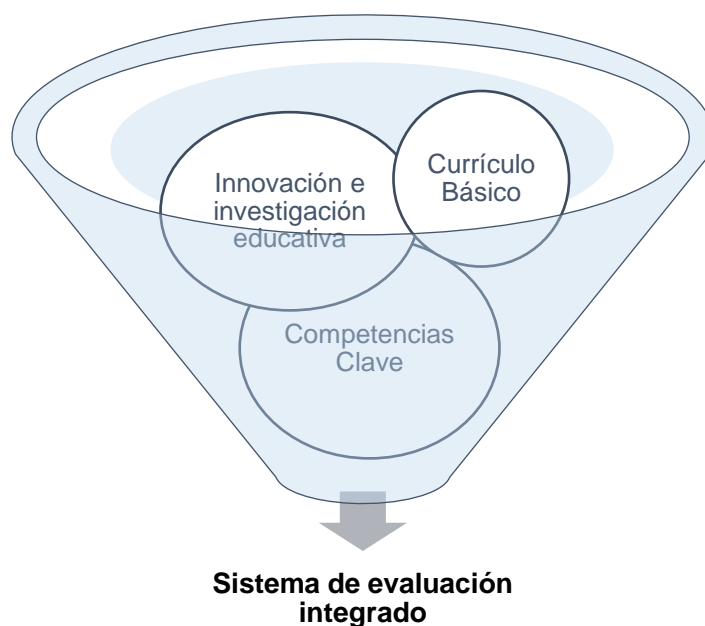 Innovación e
investigación
educativa
Currículo
Básico
Competencias
Clave
Sistema de evaluación
integrado